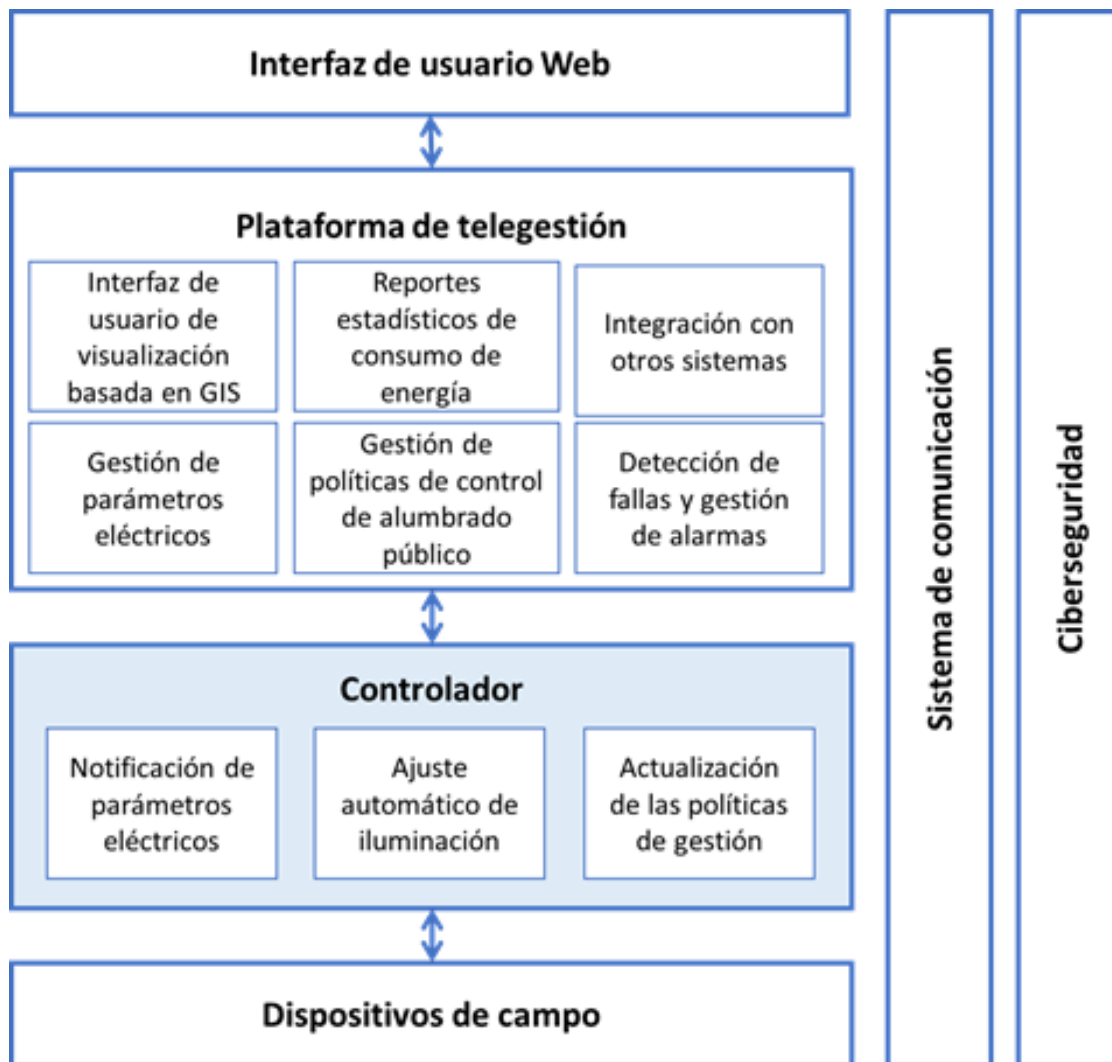 Interfaz de usuario Web
Plataforma de telegestión
Interfaz de
usuario de
visualización
basada en GIS
Reportes
estadísticos de
consumo de
energía
Integración con
otros sistemas
Gestión de
parámetros
eléctricos
Gestión de
políticas de control
de alumbrado
público
Detección de
fallas y gestión
de alarmas
Controlador
Notificación de
parámetros
eléctricos
Ajuste
automático de
iluminación
Actualización
de las políticas
de gestión
Dispositivos de campo
Sistema de comunicación
Ciberseguridad